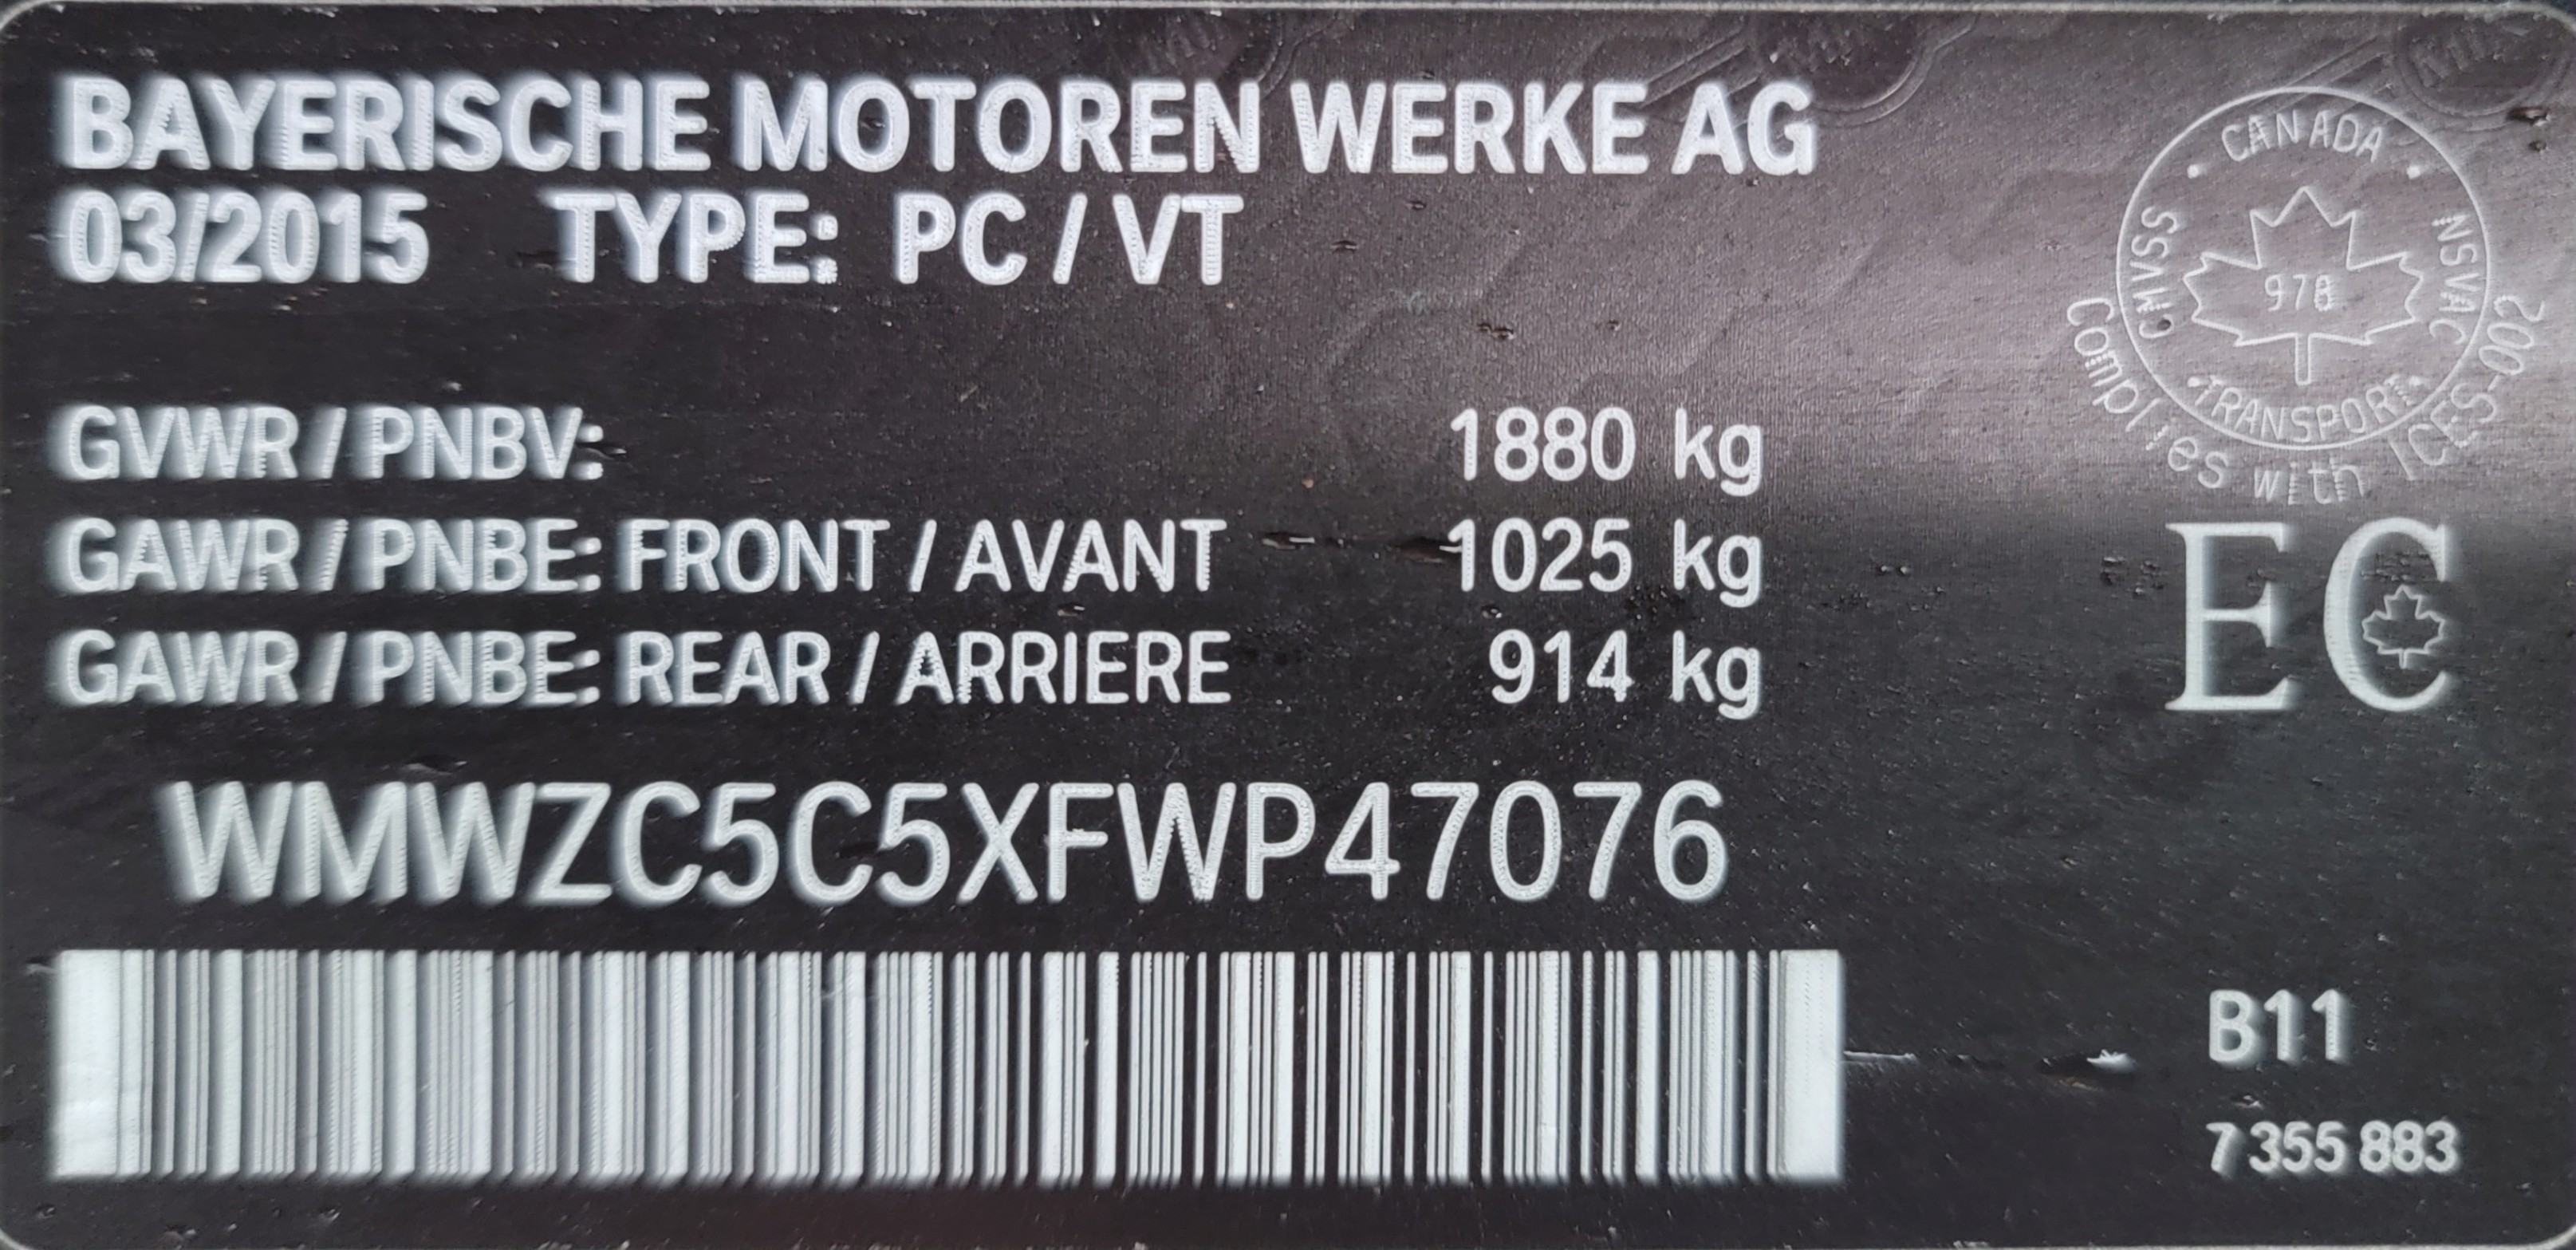 BAYERISCHE MOTOREN WERKE AG
03/2015 TYPE: PC / VT
CANADA
CMVSS
NSVAC
978
TRANSPORT
Complies with ICES-002
GVWR / PNBV: 1880 kg
GAWR / PNBE: FRONT / AVANT 1025 kg
GAWR / PNBE: REAR / ARRIERE 914 kg
EC
WMWZC5C5XFWP47076
B11
7 355 883